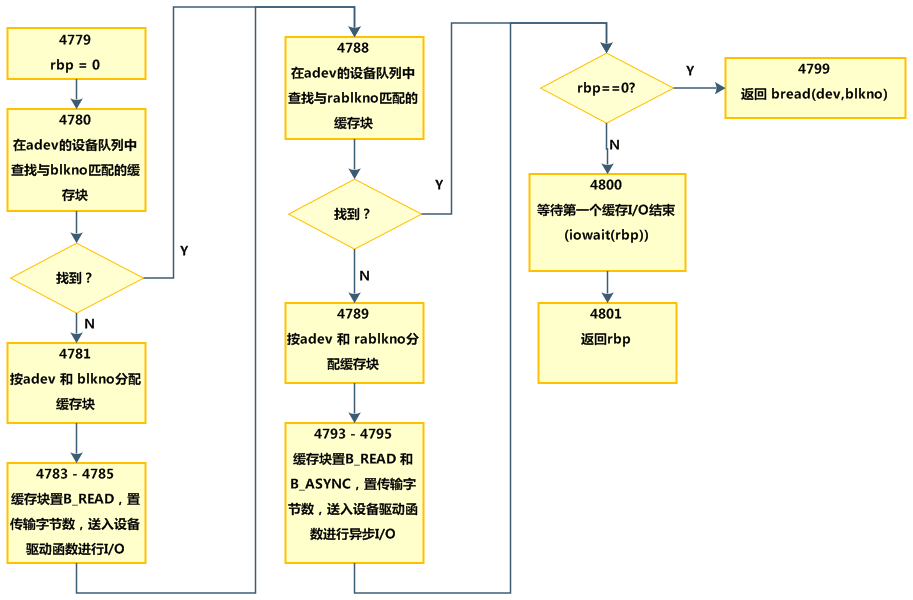 4779
rbp = 0
4780
在adev的设备队列中
查找与blkno匹配的缓
存块
找到？
Y
N
4781
按adev 和 blkno分配
缓存块
4783 - 4785
缓存块置B_READ，置
传输字节数，送入设备
驱动函数进行I/O
4788
在adev的设备队列中
查找与rablkno匹配的
缓存块
找到？
Y
N
4789
按adev 和 rablkno分
配缓存块
4793 - 4795
缓存块置B_READ 和
B_ASYNC，置传输字
节数，送入设备驱动函
数进行异步I/O
rbp==0?
Y
N
4799
返回 bread(dev,blkno)
4800
等待第一个缓存I/O结束
(iowait(rbp))
4801
返回rbp